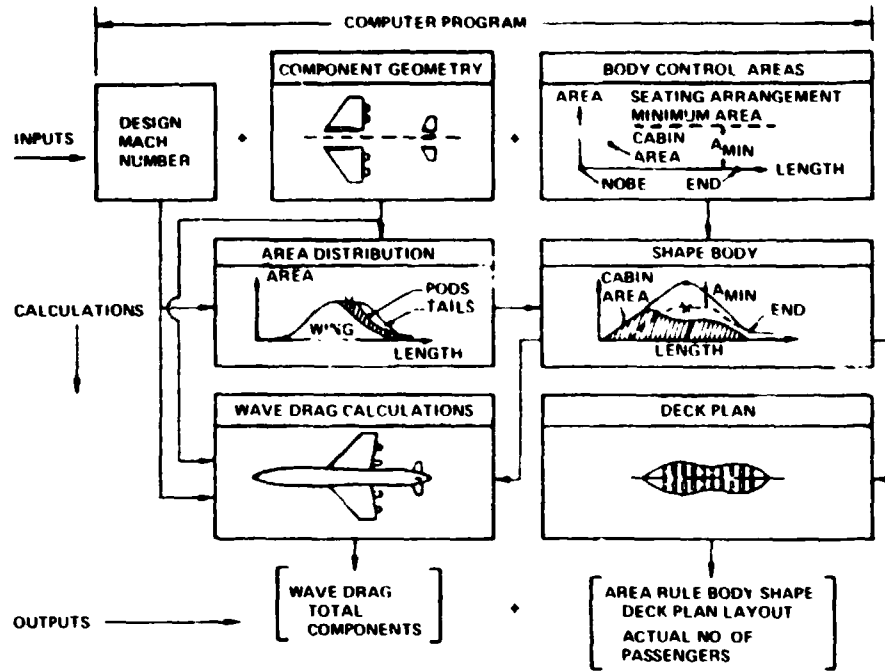 COMPUTER PROGRAM
INPUTS
DESIGN
MACH
NUMBER
+
COMPONENT GEOMETRY
+
BODY CONTROL AREAS
AREA
SEATING ARRANGEMENT
MINIMUM AREA
CABIN
AREA
AMIN
LENGTH
NOBE
END
CALCULATIONS
AREA DISTRIBUTION
AREA
PODS
TAILS
WING
LENGTH
SHAPE BODY
CABIN
AREA
AMIN
END
LENGTH
WAVE DRAG CALCULATIONS
DECK PLAN
OUTPUTS
WAVE DRAG
TOTAL
COMPONENTS
+
AREA RULE BODY SHAPE
DECK PLAN LAYOUT
ACTUAL NO OF
PASSENGERS